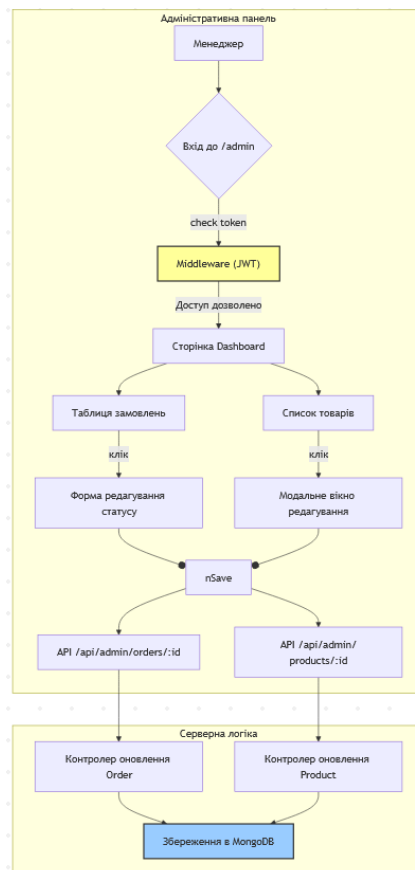 Адміністративна панель
Менеджер
Вхід до /admin
check token
Middleware (JWT)
Доступ дозволено
Сторінка Dashboard
Таблиця замовлень
Список товарів
клік
клік
Форма редагування
статусу
Модальне вікно
редагування
nSave
API /api/admin/orders/:id
API /api/admin/
products/:id
Серверна логіка
Контролер оновлення
Order
Контролер оновлення
Product
Збереження в MongoDB